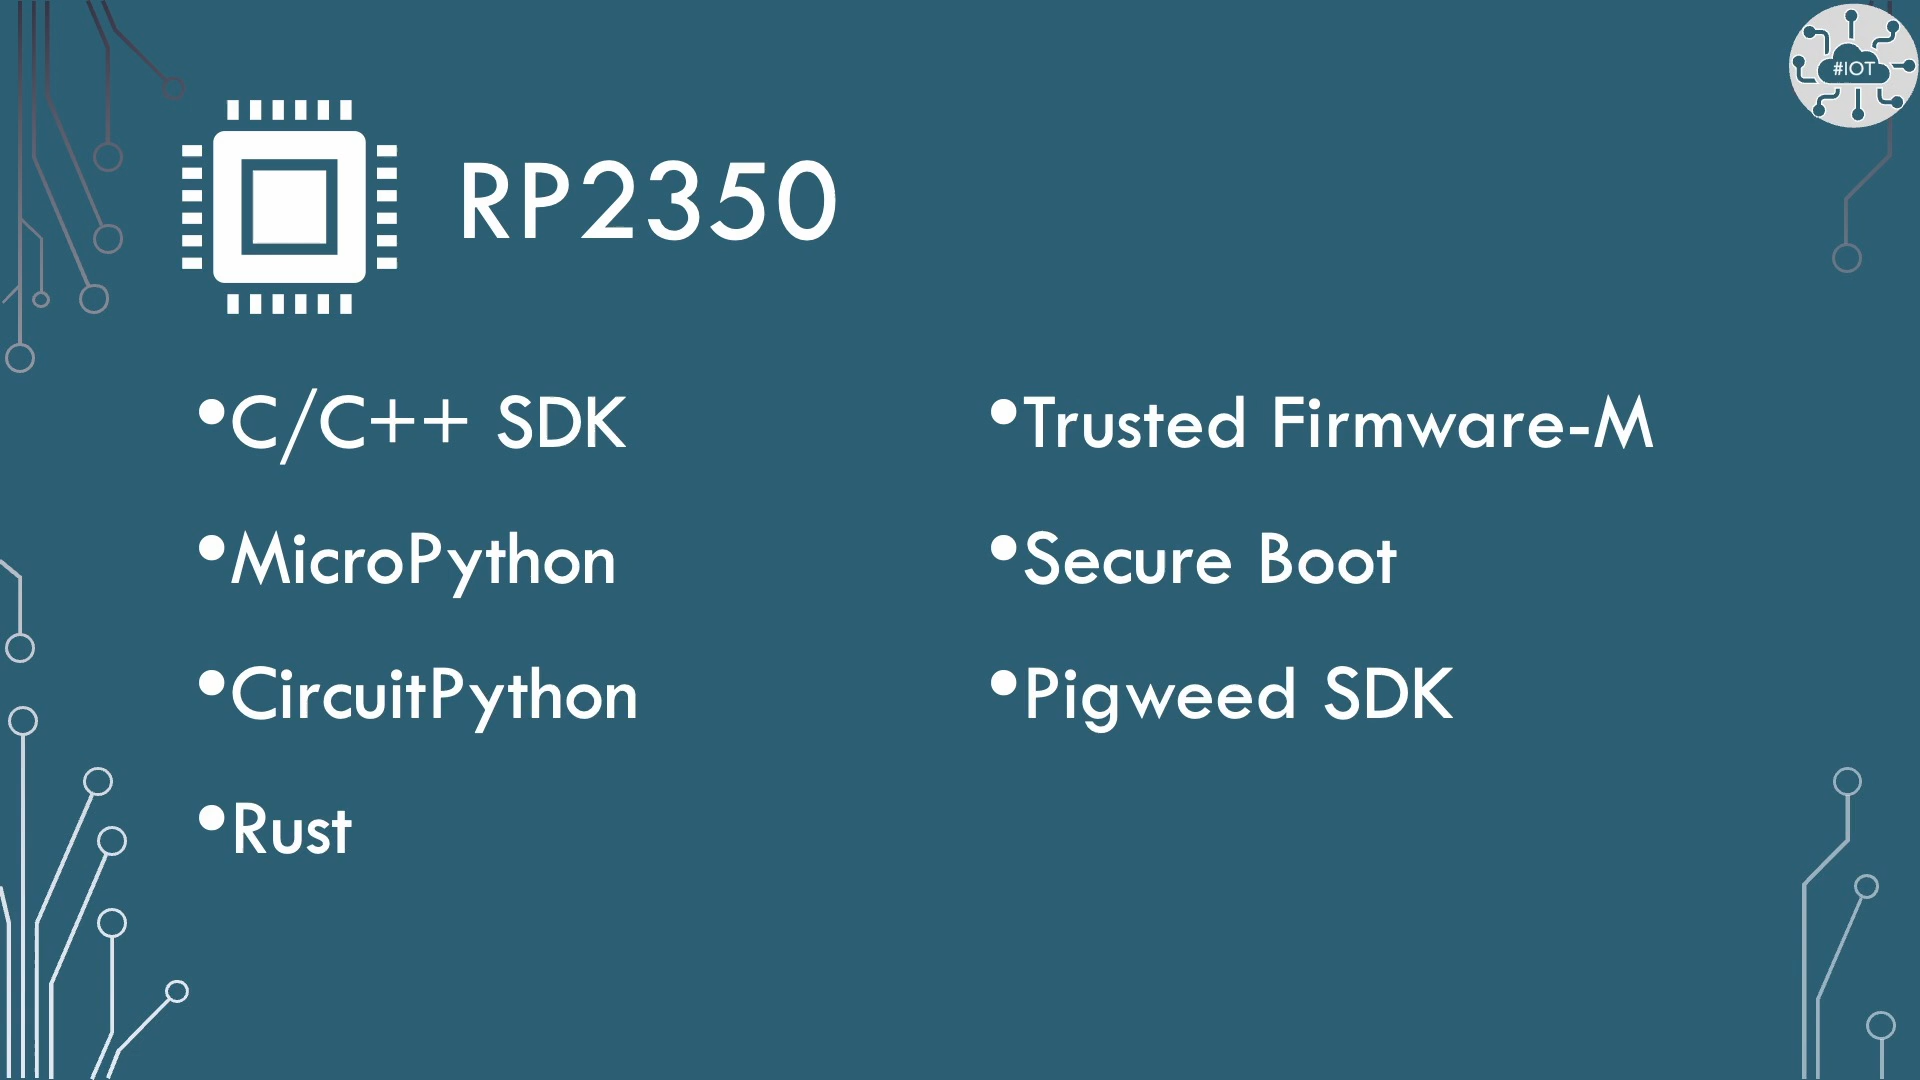 #IOT
RP2350
•C/C++ SDK
•MicroPython
•CircuitPython
•Rust
•Trusted Firmware-M
•Secure Boot
•Pigweed SDK